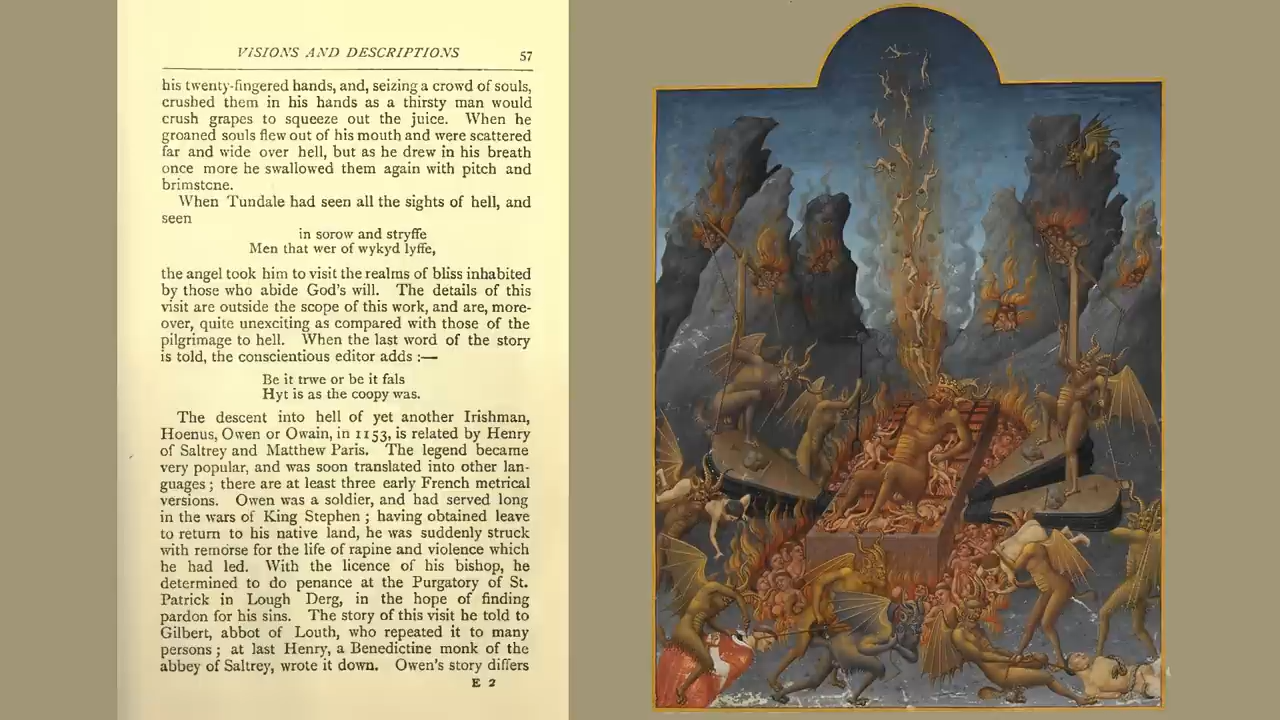 VISIONS AND DESCRIPTIONS 57
his twenty-fingered hands, and, seizing a crowd of souls,
crushed them in his hands as a thirsty man would
crush grapes to squeeze out the juice. When he
groaned souls flew out of his mouth and were scattered
far and wide over hell, but as he drew in his breath
once more he swallowed them again with pitch and
brimstone.
When Tundale had seen all the sights of hell, and
seen
in sorow and stryffe
Men that wer of wykyd lyffe,
the angel took him to visit the realms of bliss inhabited
by those who abide God's will. The details of this
visit are outside the scope of this work, and are, more-
over, quite unexciting as compared with those of the
pilgrimage to hell. When the last word of the story
is told, the conscientious editor adds :—
Be it trwe or be it fals
Hyt is as the coopy was.
The descent into hell of yet another Irishman,
Hoenus, Owen or Owain, in 1153, is related by Henry
of Saltrey and Matthew Paris. The legend became
very popular, and was soon translated into other lan-
guages ; there are at least three early French metrical
versions. Owen was a soldier, and had served long
in the wars of King Stephen ; having obtained leave
to return to his native land, he was suddenly struck
with remorse for the life of rapine and violence which
he had led. With the licence of his bishop, he
determined to do penance at the Purgatory of St.
Patrick in Lough Derg, in the hope of finding
pardon for his sins. The story of this visit he told to
Gilbert, abbot of Louth, who repeated it to many
persons ; at last Henry, a Benedictine monk of the
abbey of Saltrey, wrote it down. Owen's story differs
E 2